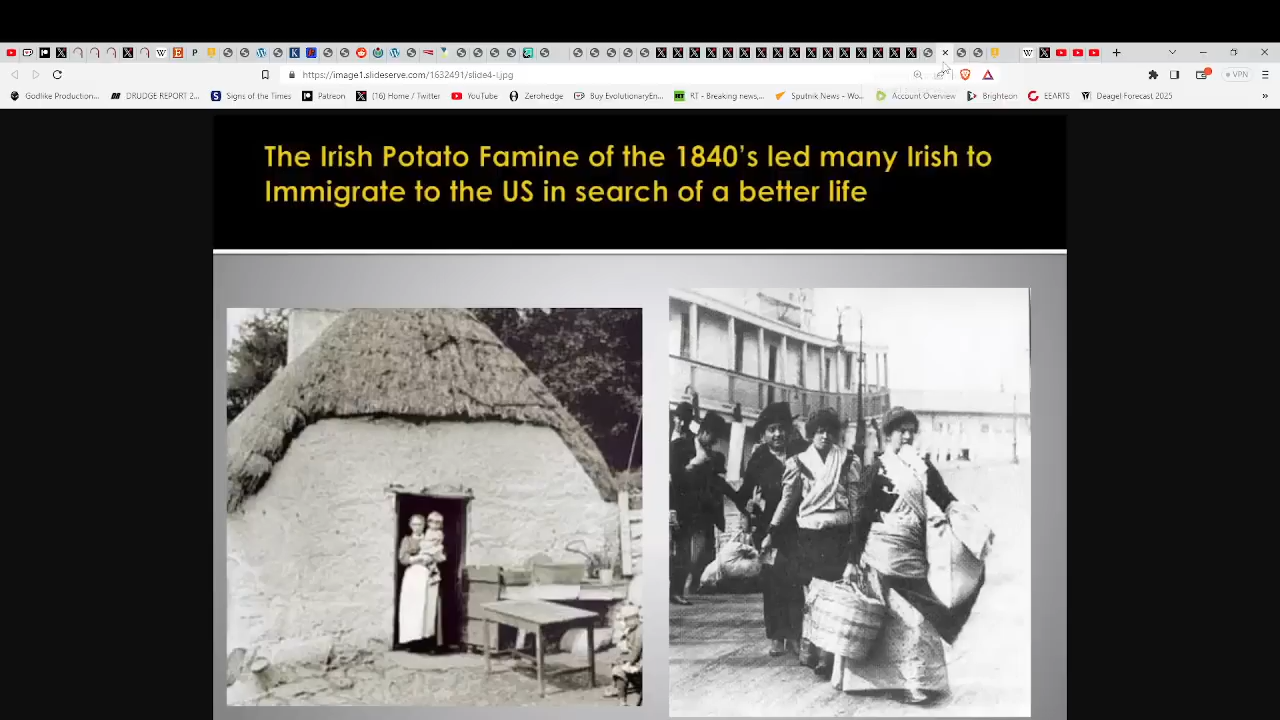 https://image1.slideserve.com/1632491/slide4-l.jpg
VPN
Godlike Production...
DRUDGE REPORT 2...
Signs of the Times
Patreon
(16) Home / Twitter
YouTube
Zerohedge
Buy EvolutionaryEn...
RT - Breaking news,...
Sputnik News - Wo...
Account Overview
Brighteon
EEARTS
Deagel Forecast 2025
The Irish Potato Famine of the 1840's led many Irish to
Immigrate to the US in search of a better life